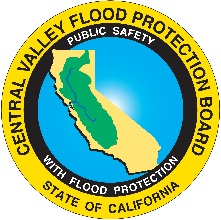 CENTRAL VALLEY FLOOD PROTECTION BOARD
PUBLIC SAFETY
WITH FLOOD PROTECTION
STATE OF CALIFORNIA